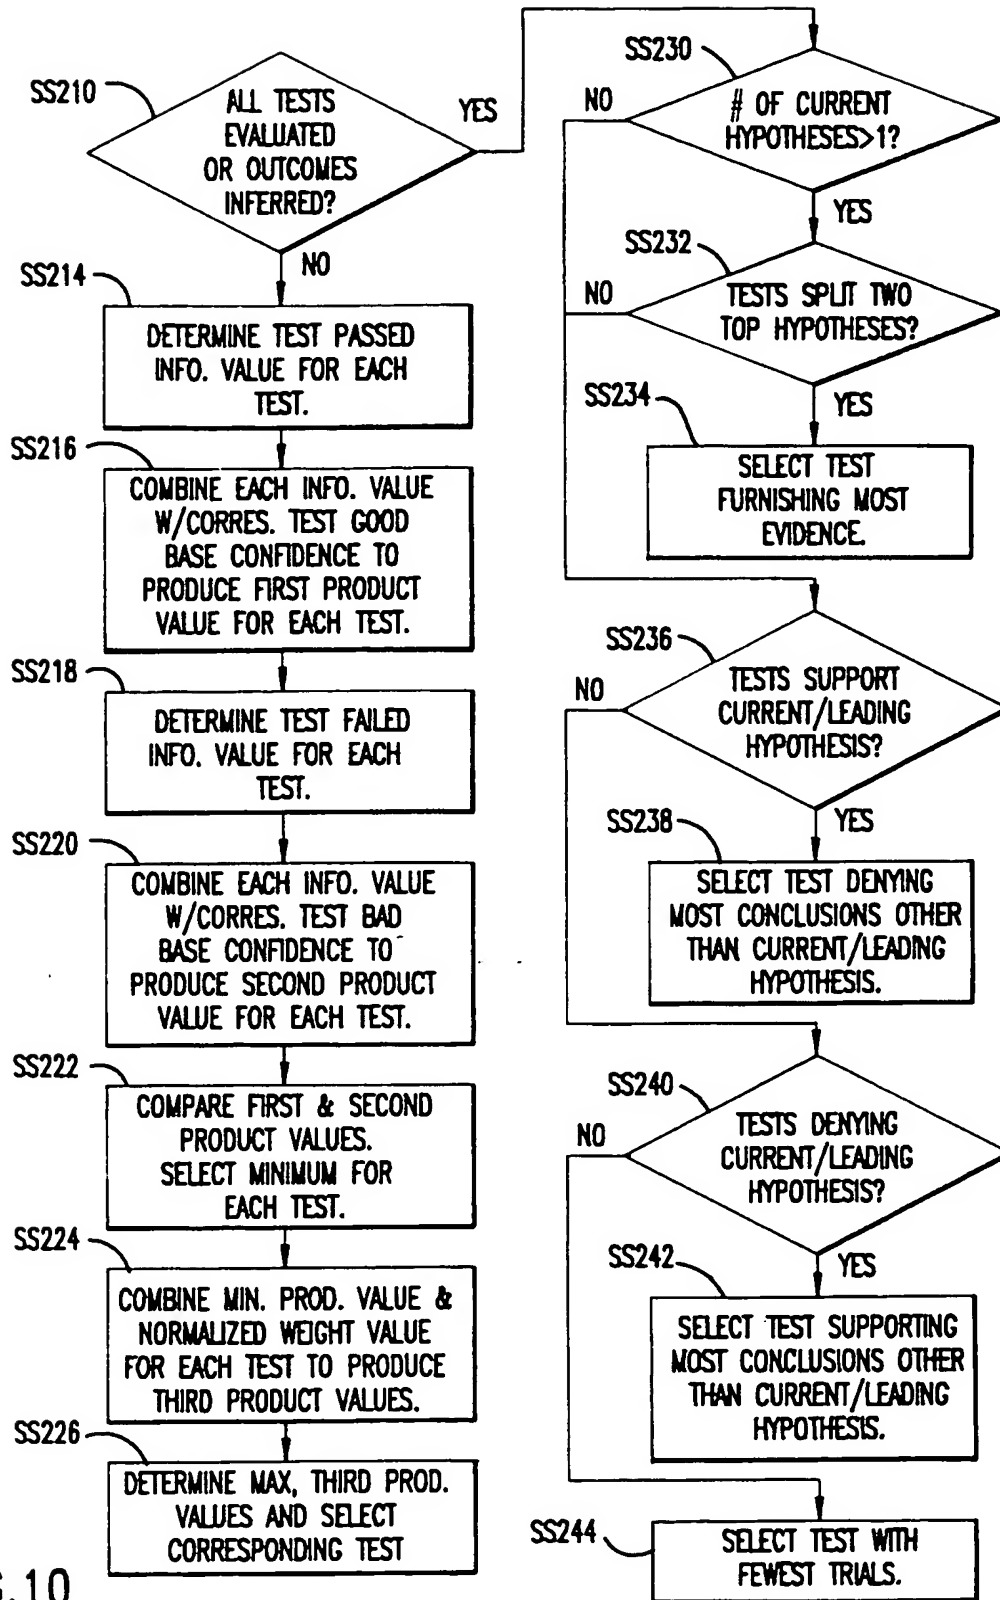 SS210
ALL TESTS
EVALUATED
OR OUTCOMES
INFERRED?
YES
NO
SS214
DETERMINE TEST PASSED
INFO. VALUE FOR EACH
TEST.
SS216
COMBINE EACH INFO. VALUE
W/CORRES. TEST GOOD
BASE CONFIDENCE TO
PRODUCE FIRST PRODUCT
VALUE FOR EACH TEST.
SS218
DETERMINE TEST FAILED
INFO. VALUE FOR EACH
TEST.
SS220
COMBINE EACH INFO. VALUE
W/CORRES. TEST BAD
BASE CONFIDENCE TO
PRODUCE SECOND PRODUCT
VALUE FOR EACH TEST.
SS222
COMPARE FIRST & SECOND
PRODUCT VALUES.
SELECT MINIMUM FOR
EACH TEST.
SS224
COMBINE MIN. PROD. VALUE &
NORMALIZED WEIGHT VALUE
FOR EACH TEST TO PRODUCE
THIRD PRODUCT VALUES.
SS226
DETERMINE MAX, THIRD PROD.
VALUES AND SELECT
CORRESPONDING TEST
SS230
NO
# OF CURRENT
HYPOTHESES>1?
YES
SS232
NO
TESTS SPLIT TWO
TOP HYPOTHESES?
YES
SS234
SELECT TEST
FURNISHING MOST
EVIDENCE.
SS236
NO
TESTS SUPPORT
CURRENT/LEADING
HYPOTHESIS?
YES
SS238
SELECT TEST DENYING
MOST CONCLUSIONS OTHER
THAN CURRENT/LEADING
HYPOTHESIS.
SS240
NO
TESTS DENYING
CURRENT/LEADING
HYPOTHESIS?
YES
SS242
SELECT TEST SUPPORTING
MOST CONCLUSIONS OTHER
THAN CURRENT/LEADING
HYPOTHESIS.
SS244
SELECT TEST WITH
FEWEST TRIALS.
.10